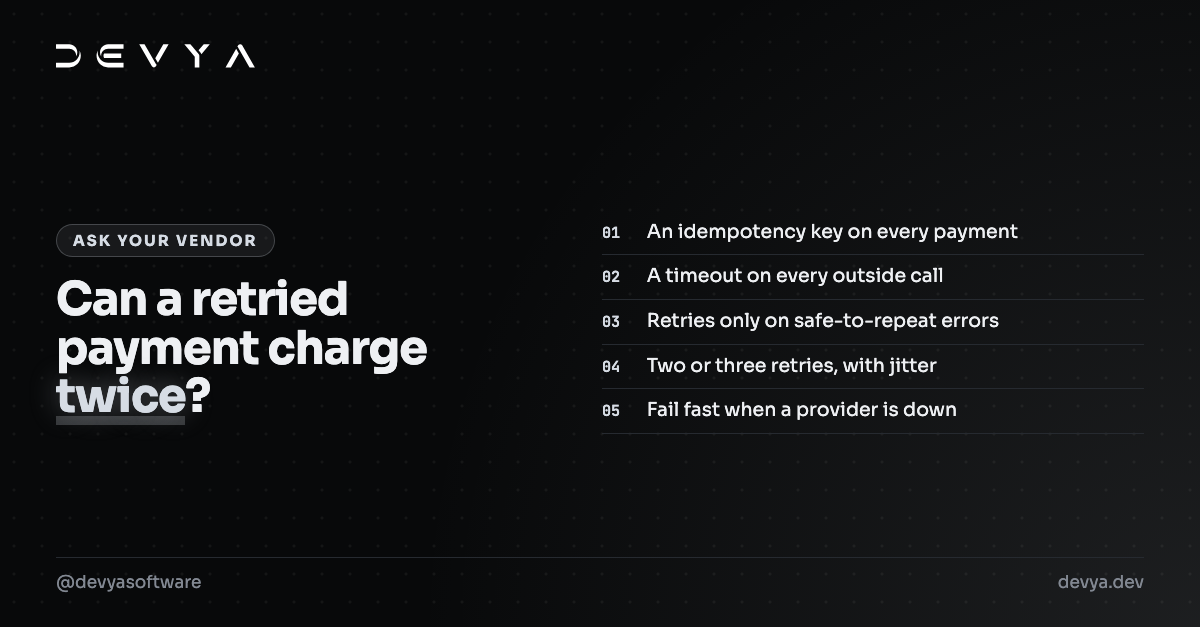 DEVYA
ASK YOUR VENDOR
Can a retried
payment charge
twice?
01 An idempotency key on every payment
02 A timeout on every outside call
03 Retries only on safe-to-repeat errors
04 Two or three retries, with jitter
05 Fail fast when a provider is down
@devyasoftware
devya.dev